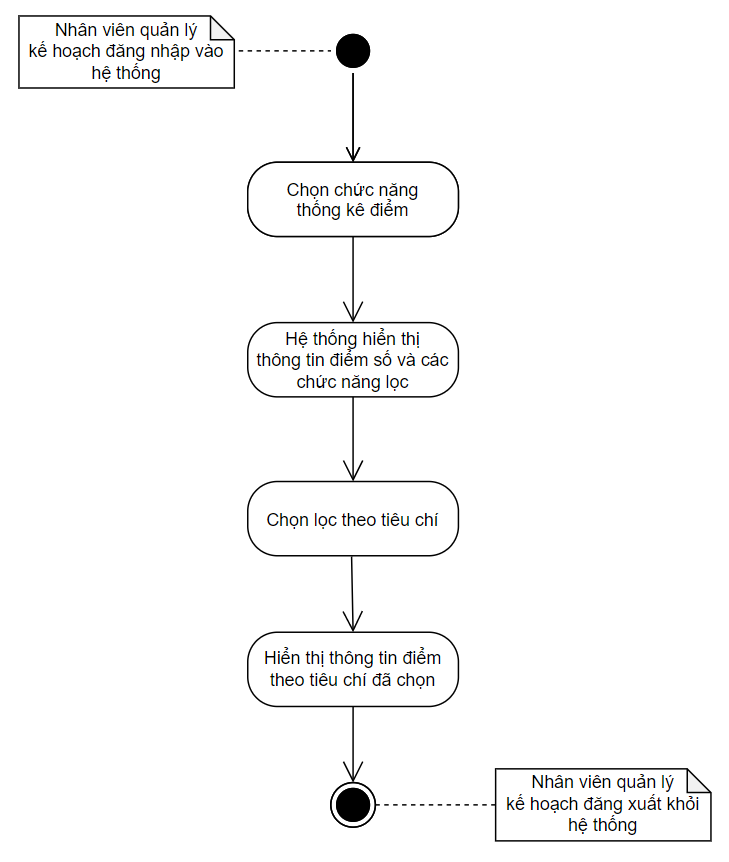 Nhân viên quản lý
kế hoạch đăng nhập vào
hệ thống
Chọn chức năng
thống kê điểm
Hệ thống hiển thị
thông tin điểm số và các
chức năng lọc
Chọn lọc theo tiêu chí
Hiển thị thông tin điểm
theo tiêu chí đã chọn
Nhân viên quản lý
kế hoạch đăng xuất khỏi
hệ thống